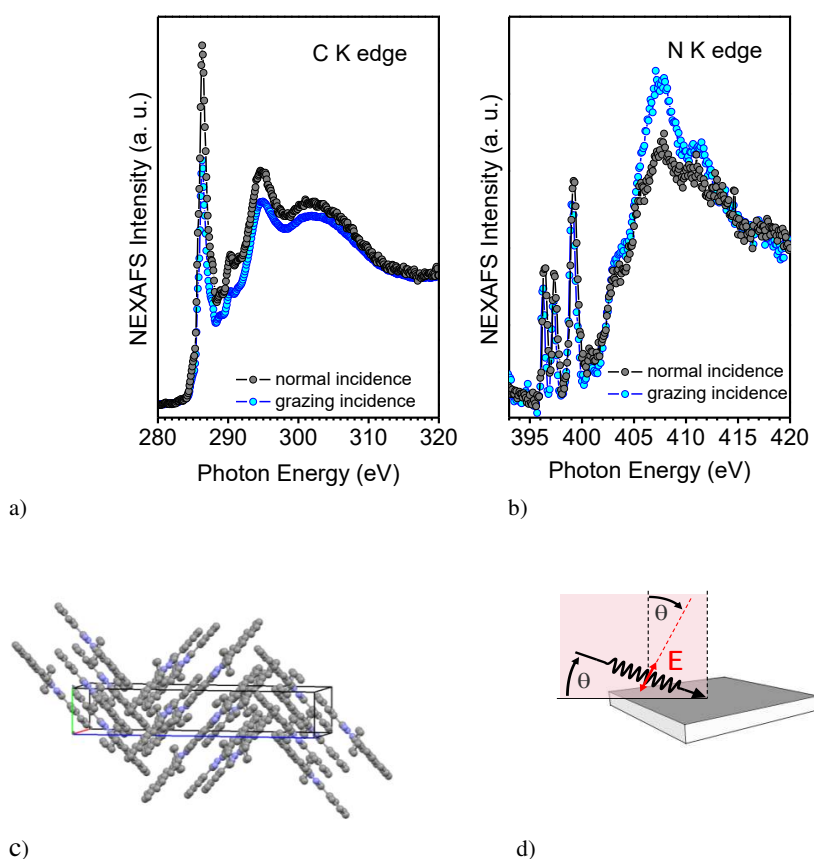 C K edge
NEXAFS Intensity (a. u.)
normal incidence
grazing incidence
280 290 300 310 320
Photon Energy (eV)
a)
N K edge
NEXAFS Intensity (a. u.)
normal incidence
grazing incidence
395 400 405 410 415 420
Photon Energy (eV)
b)
c)
θ
E
θ
d)